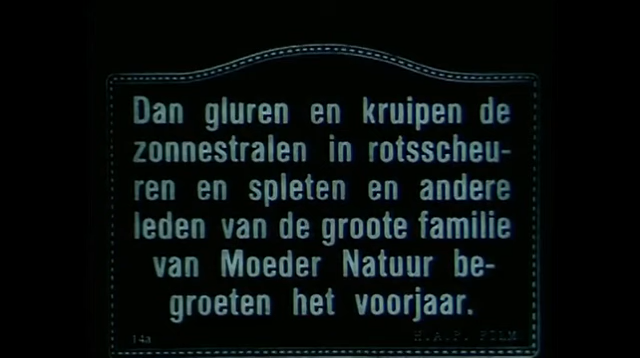 Dan gluren en kruipen de
zonnestralen in rotsscheu-
ren en spleten en andere
leden van de groote familie
van Moeder Natuur be-
groeten het voorjaar.
14a H.A.P. FILM